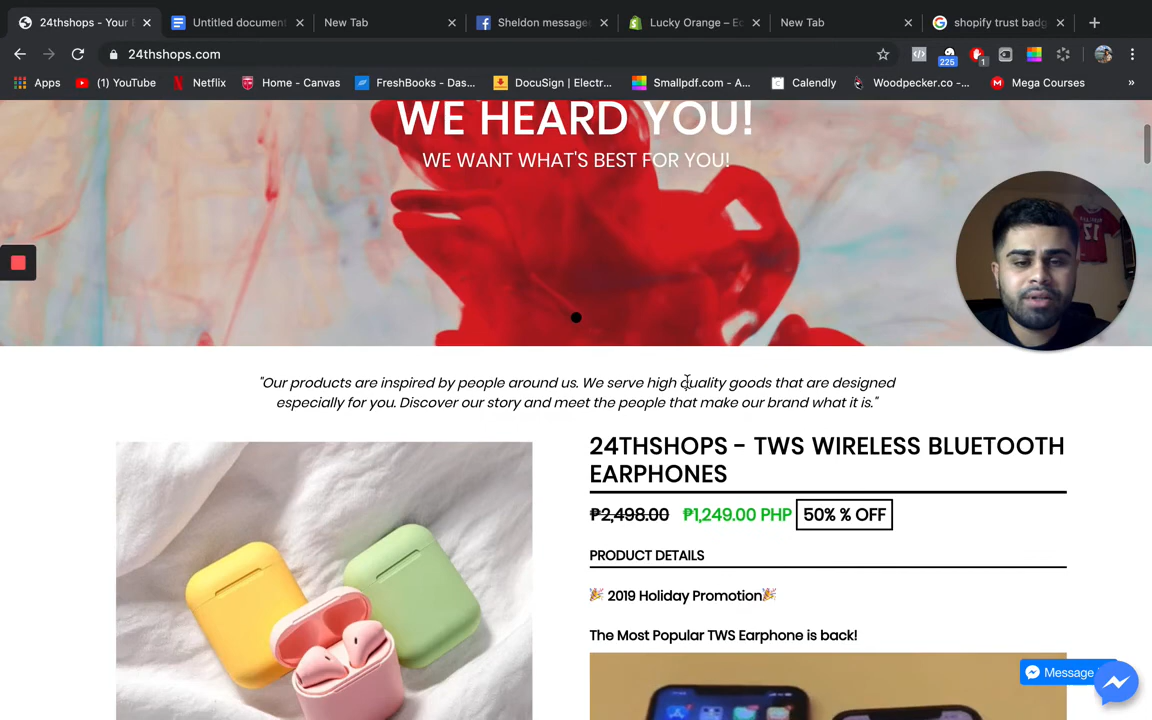 24thshops - Your
Untitled document
New Tab
Sheldon messages
Lucky Orange – Ec
New Tab
shopify trust badg
24thshops.com
225
1
Apps
(1) YouTube
Netflix
Home - Canvas
FreshBooks - Das...
DocuSign | Electr...
Smallpdf.com - A...
Calendly
Woodpecker.co -...
Mega Courses
»
WE HEARD YOU!
WE WANT WHAT'S BEST FOR YOU!
"Our products are inspired by people around us. We serve high quality goods that are designed
especially for you. Discover our story and meet the people that make our brand what it is."
24THSHOPS - TWS WIRELESS BLUETOOTH
EARPHONES
₱2,498.00 ₱1,249.00 PHP 50% % OFF
PRODUCT DETAILS
🎉 2019 Holiday Promotion🎉
The Most Popular TWS Earphone is back!
Message